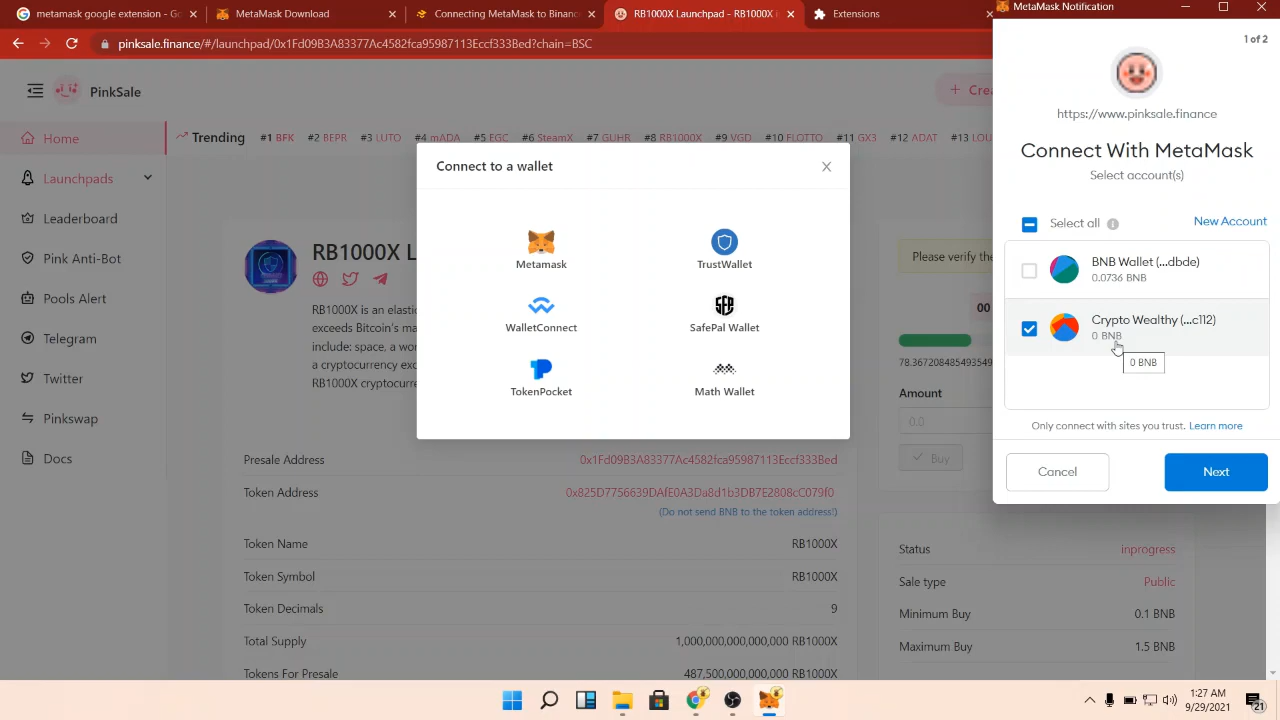 metamask google extension - Go
MetaMask Download
Connecting MetaMask to Binance
RB1000X Launchpad - RB1000X
Extensions
MetaMask Notification
pinksale.finance/#/launchpad/0x1Fd09B3A83377Ac4582fca95987113Eccf333Bed?chain=BSC
PinkSale
Trending
#1 BFK
#2 BEPR
#3 LUTO
#4 mADA
#5 EGC
#6 SteamX
#7 GUHR
#8 RB1000X
#9 VGD
#10 FLOTTO
#11 GX3
#12 ADAT
#13 LOU
Home
Launchpads
Leaderboard
Pink Anti-Bot
Pools Alert
Telegram
Twitter
Pinkswap
Docs
RB1000X L
RB1000X is an elastic
exceeds Bitcoin's ma
include: space, a wor
a cryptocurrency exc
RB1000X cryptocurre
Connect to a wallet
Metamask
TrustWallet
WalletConnect
SafePal Wallet
TokenPocket
Math Wallet
Presale Address
0x1Fd09B3A83377Ac4582fca95987113Eccf333Bed
Token Address
0x825D7756639DAfE0A3Da8d1b3DB7E2808cC079f0
(Do not send BNB to the token address!)
Token Name
RB1000X
Token Symbol
RB1000X
Token Decimals
9
Total Supply
1,000,000,000,000,000 RB1000X
Tokens For Presale
487,500,000,000,000 RB1000X
+ Crea
Please verify the
00
78.367208485493549
Amount
0.0
Buy
Status
inprogress
Sale type
Public
Minimum Buy
0.1 BNB
Maximum Buy
1.5 BNB
1 of 2
https://www.pinksale.finance
Connect With MetaMask
Select account(s)
Select all
New Account
BNB Wallet (...dbde)
0.0736 BNB
Crypto Wealthy (...c112)
0 BNB
0 BNB
Only connect with sites you trust. Learn more
Cancel
Next
1:27 AM
9/29/2021
21